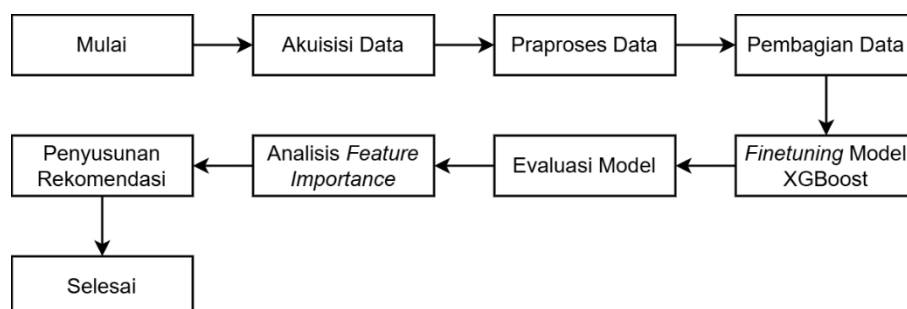 Mulai
Akuisisi Data
Praproses Data
Pembagian Data
Finetuning Model
XGBoost
Evaluasi Model
Analisis Feature
Importance
Penyusunan
Rekomendasi
Selesai